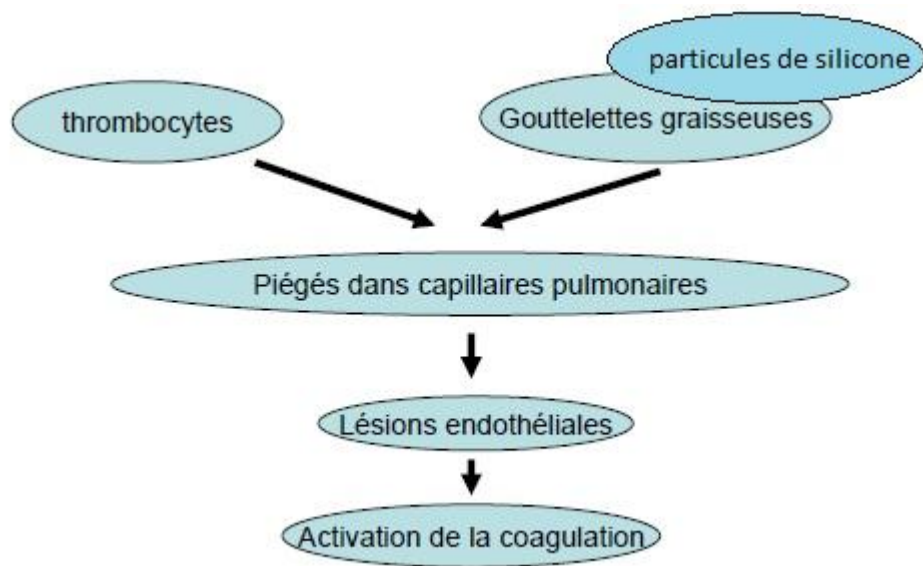 particules de silicone
thrombocytes
Gouttelettes graisseuses
Piégés dans capillaires pulmonaires
Lésions endothéliales
Activation de la coagulation